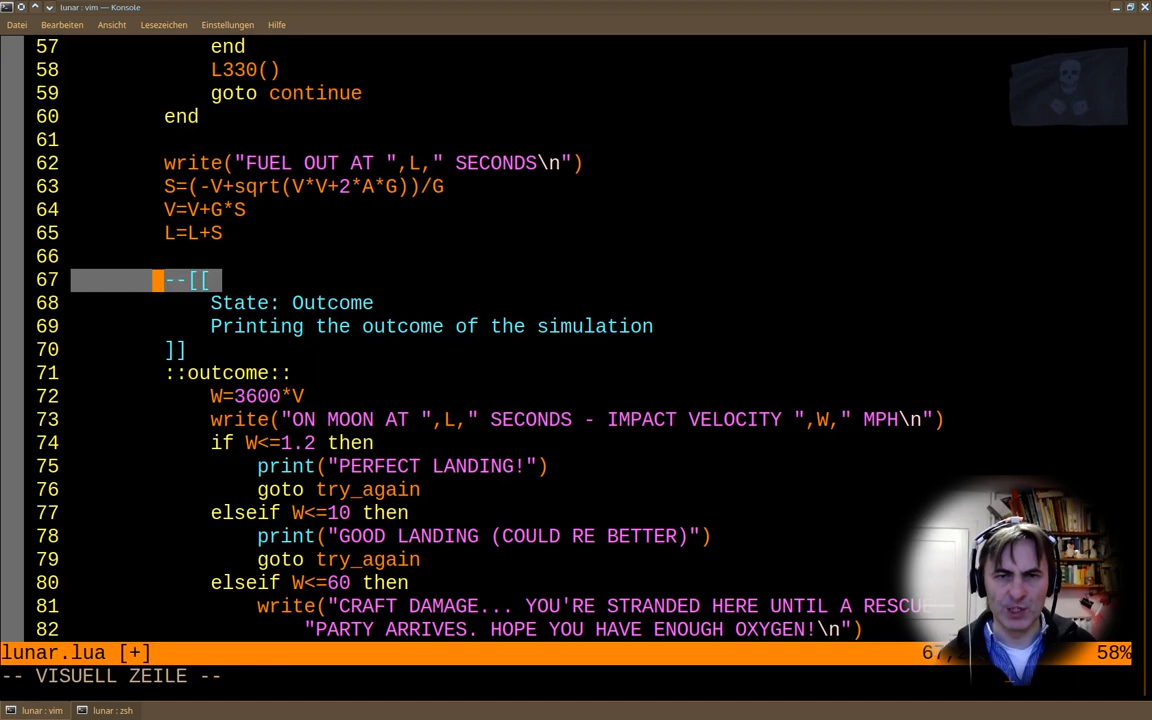 lunar : vim — Konsole
Datei Bearbeiten Ansicht Lesezeichen Einstellungen Hilfe
57 end
58 L330()
59 goto continue
60 end
61
62 write("FUEL OUT AT ",L," SECONDS\n")
63 S=(-V+sqrt(V*V+2*A*G))/G
64 V=V+G*S
65 L=L+S
66
67 --[[
68 State: Outcome
69 Printing the outcome of the simulation
70 ]]
71 ::outcome::
72 W=3600*V
73 write("ON MOON AT ",L," SECONDS - IMPACT VELOCITY ",W," MPH\n")
74 if W<=1.2 then
75 print("PERFECT LANDING!")
76 goto try_again
77 elseif W<=10 then
78 print("GOOD LANDING (COULD RE BETTER)")
79 goto try_again
80 elseif W<=60 then
81 write("CRAFT DAMAGE... YOU'RE STRANDED HERE UNTIL A RESCUE
82 "PARTY ARRIVES. HOPE YOU HAVE ENOUGH OXYGEN!\n")
lunar.lua [+] 67, 58%
-- VISUELL ZEILE --
lunar : vim lunar : zsh